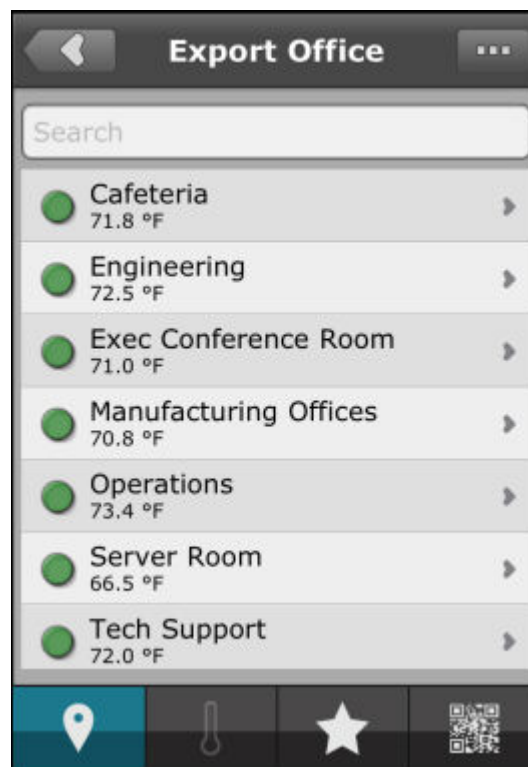 Export Office
Search
Cafeteria
71.8 °F
Engineering
72.5 °F
Exec Conference Room
71.0 °F
Manufacturing Offices
70.8 °F
Operations
73.4 °F
Server Room
66.5 °F
Tech Support
72.0 °F